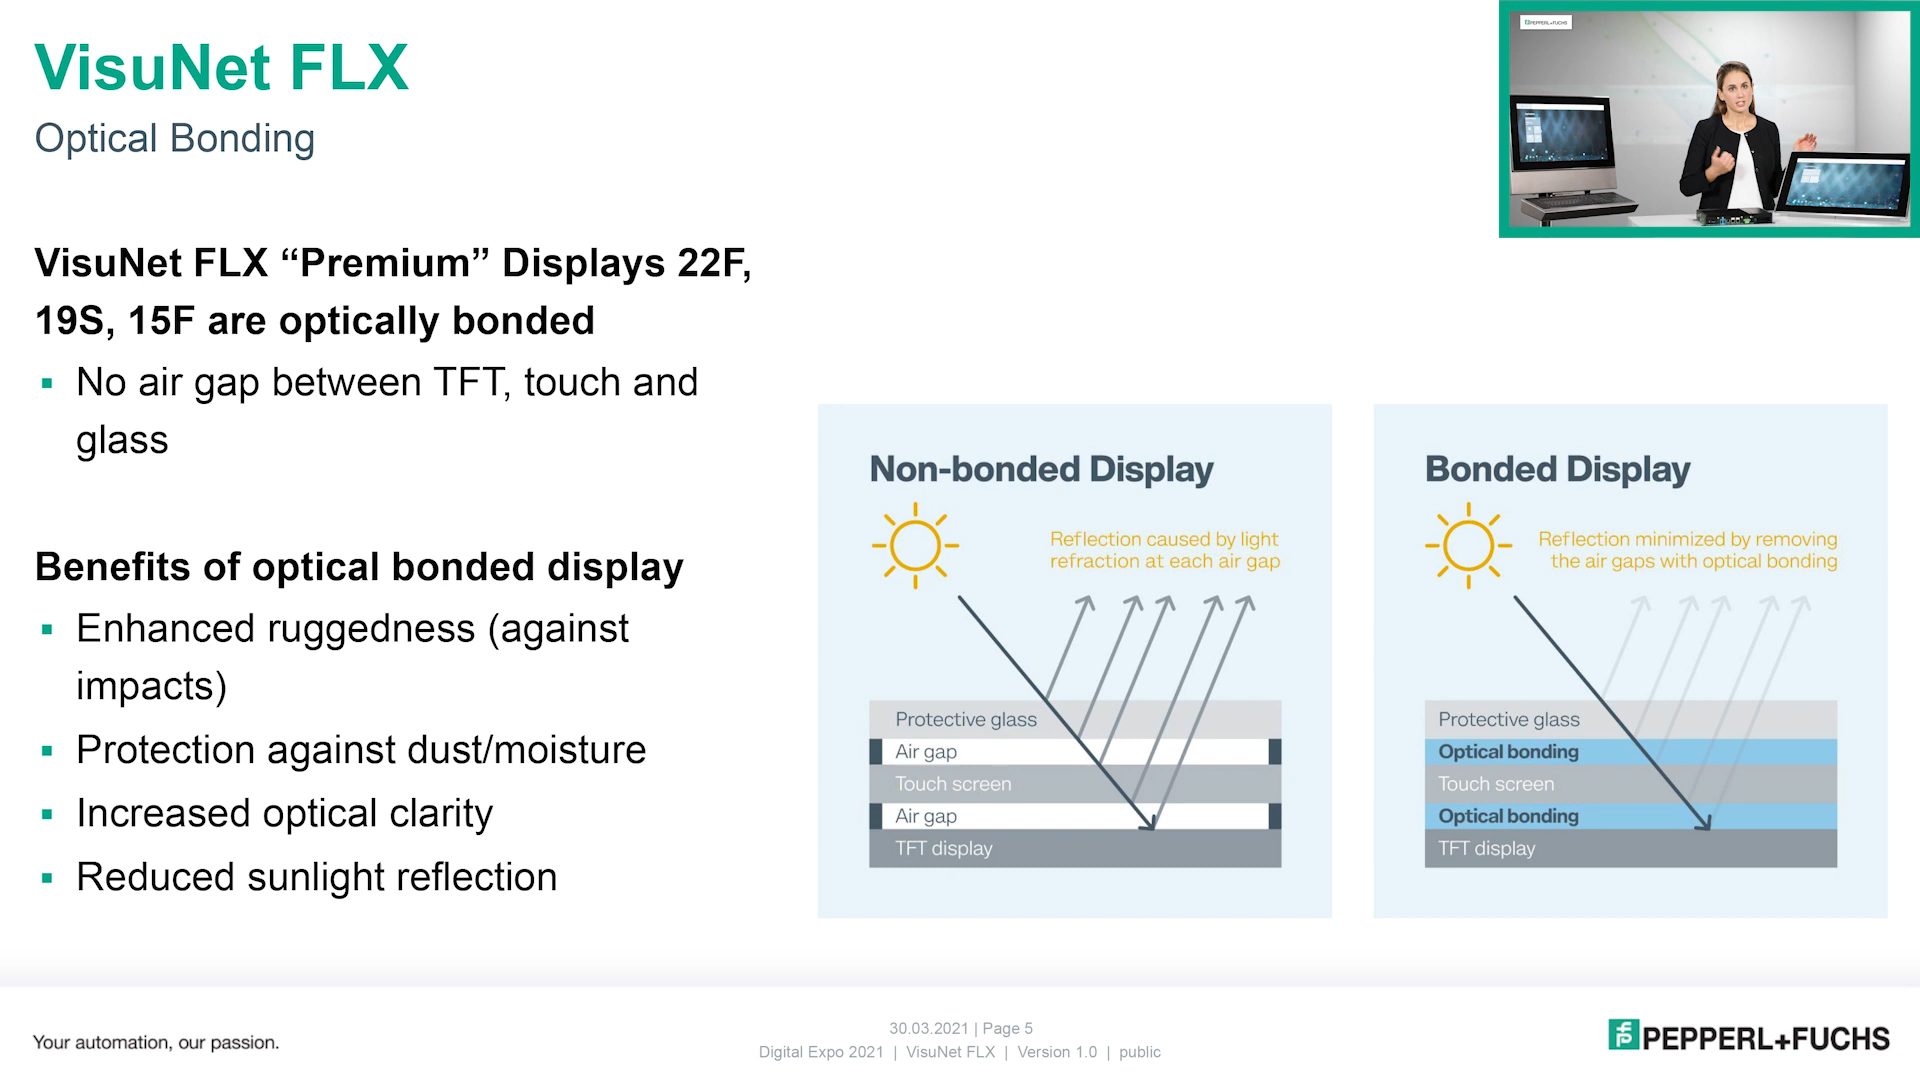 VisuNet FLX
Optical Bonding
PEPPERL+FUCHS
VisuNet FLX “Premium” Displays 22F,
19S, 15F are optically bonded
▪ No air gap between TFT, touch and
glass
Benefits of optical bonded display
▪ Enhanced ruggedness (against
impacts)
▪ Protection against dust/moisture
▪ Increased optical clarity
▪ Reduced sunlight reflection
Non-bonded Display
Reflection caused by light
refraction at each air gap
Protective glass
Air gap
Touch screen
Air gap
TFT display
Bonded Display
Reflection minimized by removing
the air gaps with optical bonding
Protective glass
Optical bonding
Touch screen
Optical bonding
TFT display
Your automation, our passion.
30.03.2021 | Page 5
Digital Expo 2021 | VisuNet FLX | Version 1.0 | public
PEPPERL+FUCHS